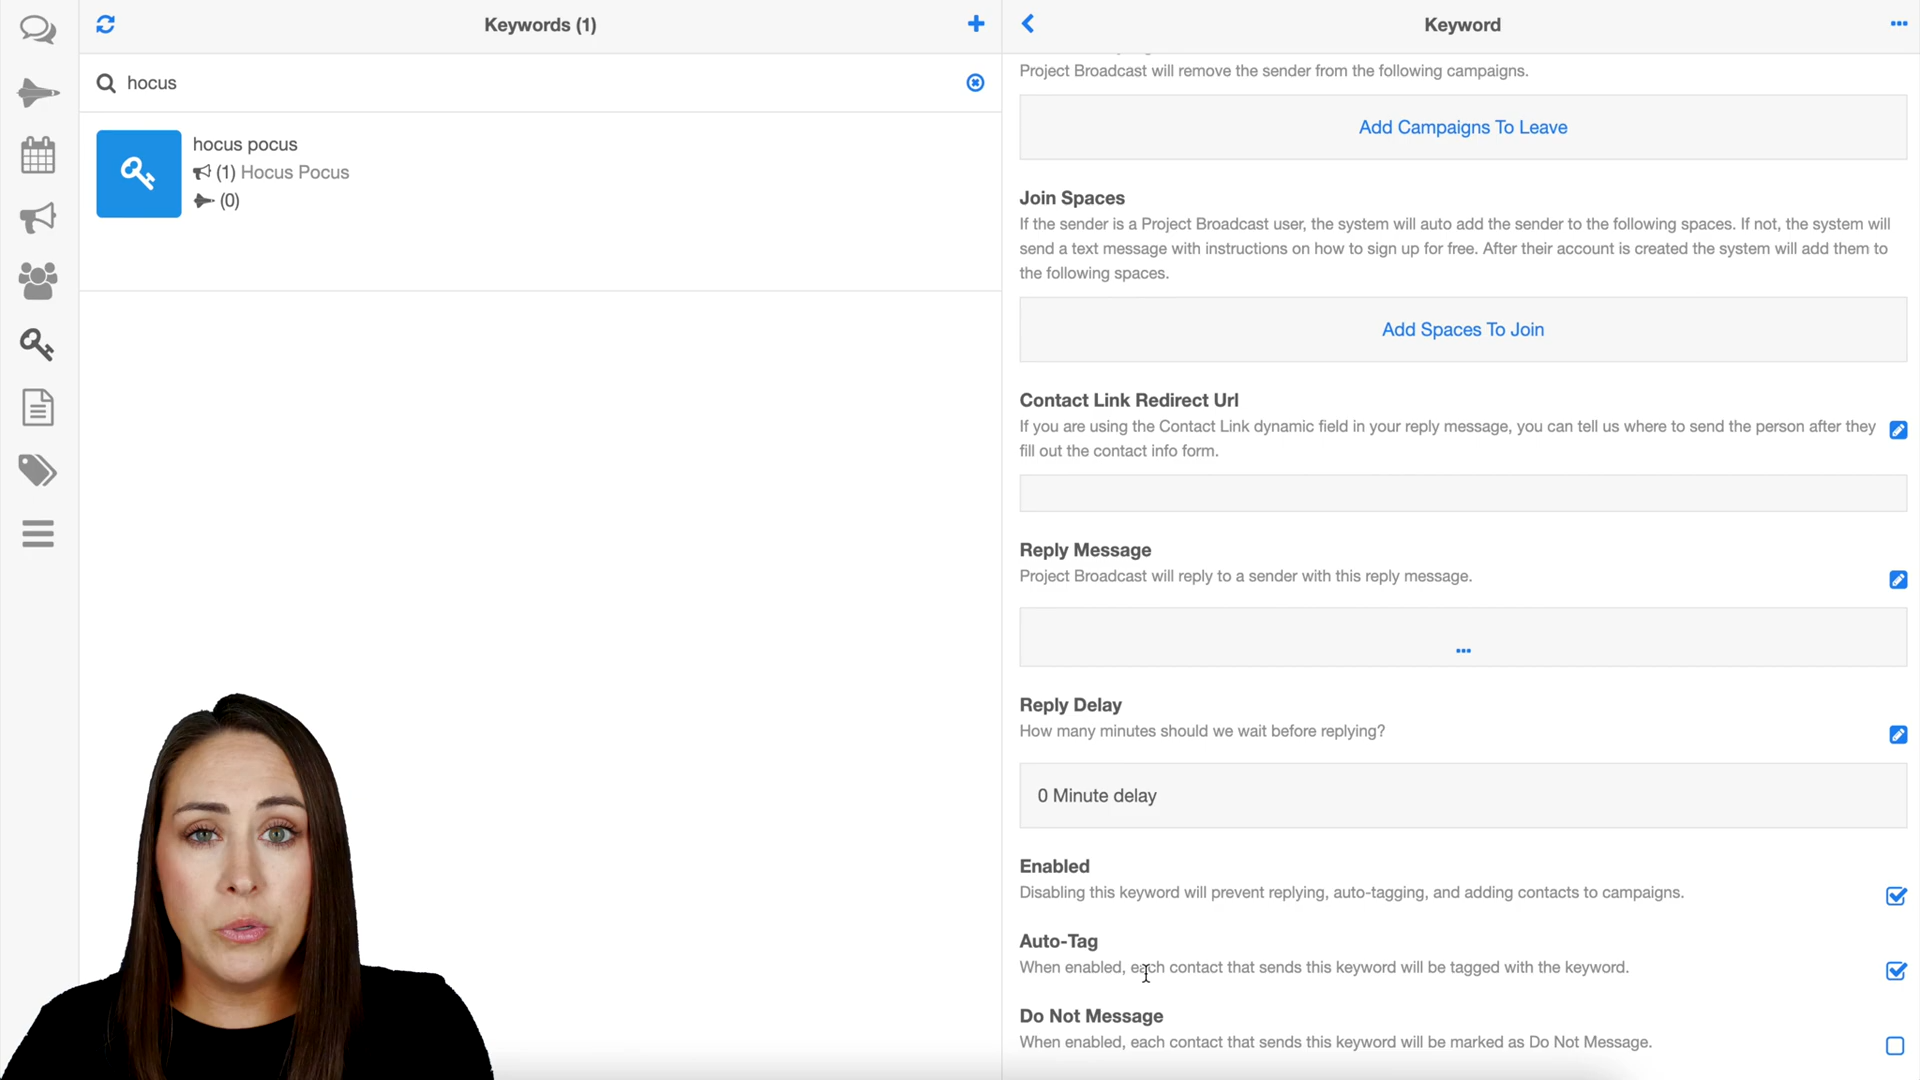 Keywords (1)
hocus
hocus pocus
(1) Hocus Pocus
(0)
Keyword
Project Broadcast will remove the sender from the following campaigns.
Add Campaigns To Leave
Join Spaces
If the sender is a Project Broadcast user, the system will auto add the sender to the following spaces. If not, the system will
send a text message with instructions on how to sign up for free. After their account is created the system will add them to
the following spaces.
Add Spaces To Join
Contact Link Redirect Url
If you are using the Contact Link dynamic field in your reply message, you can tell us where to send the person after they
fill out the contact info form.
Reply Message
Project Broadcast will reply to a sender with this reply message.
Reply Delay
How many minutes should we wait before replying?
0 Minute delay
Enabled
Disabling this keyword will prevent replying, auto-tagging, and adding contacts to campaigns.
Auto-Tag
When enabled, each contact that sends this keyword will be tagged with the keyword.
Do Not Message
When enabled, each contact that sends this keyword will be marked as Do Not Message.